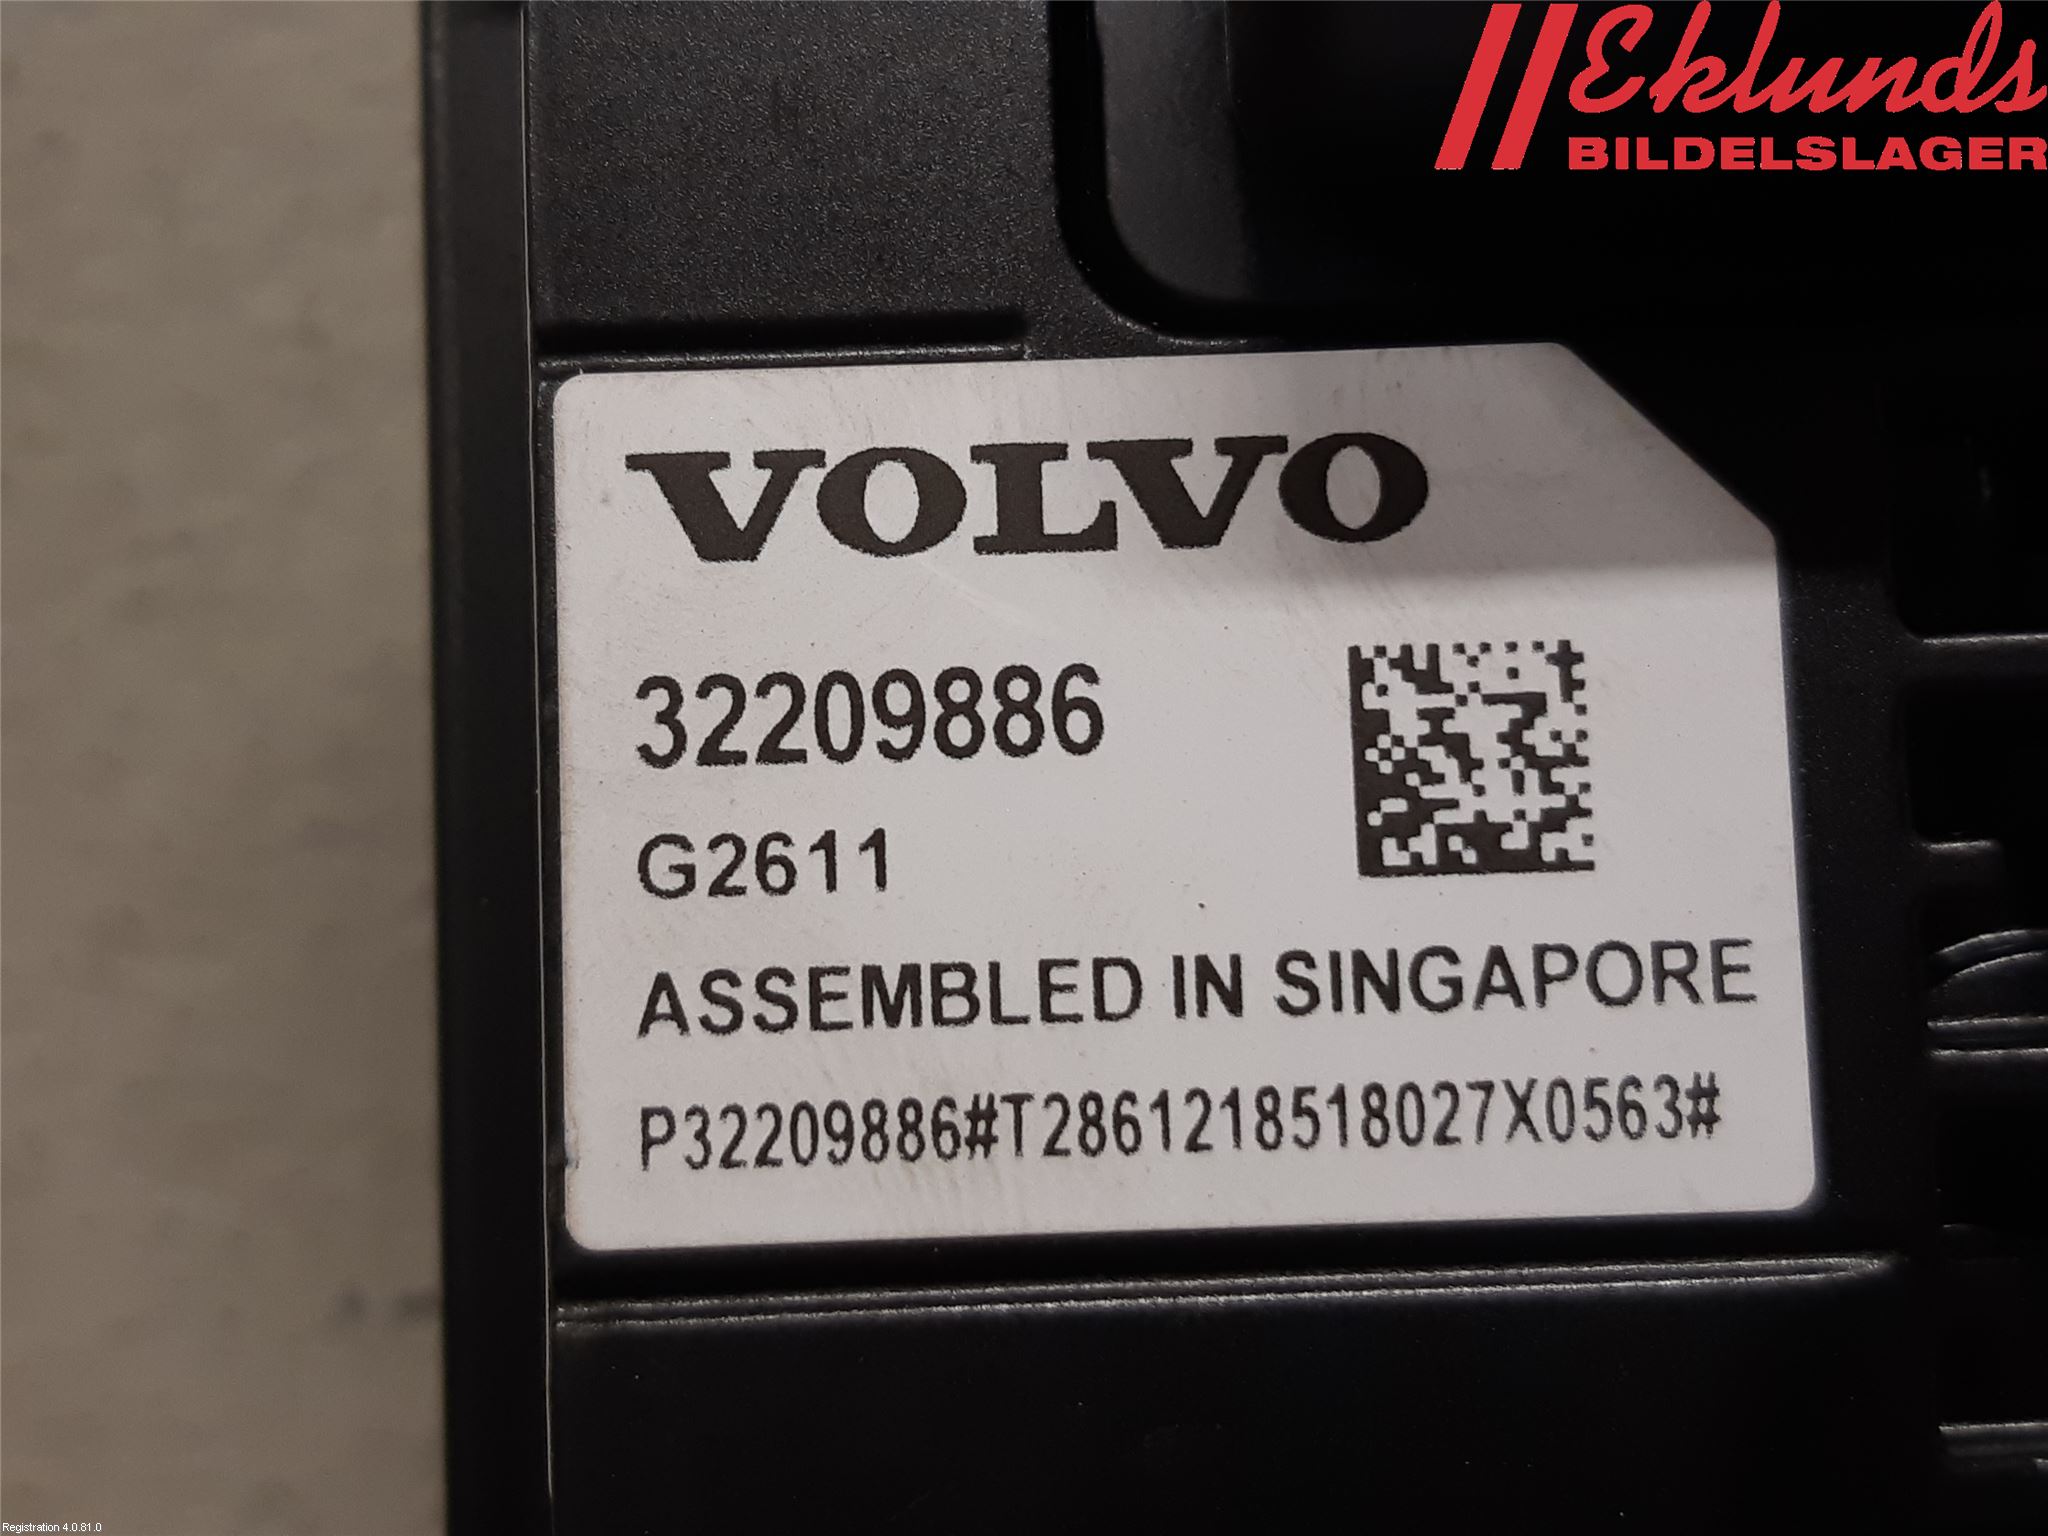 Eklunds
BILDELSLAGER
VOLVO
32209886
G2611
ASSEMBLED IN SINGAPORE
P32209886#T2861218518027X0563#
Registration 4.0.81.0